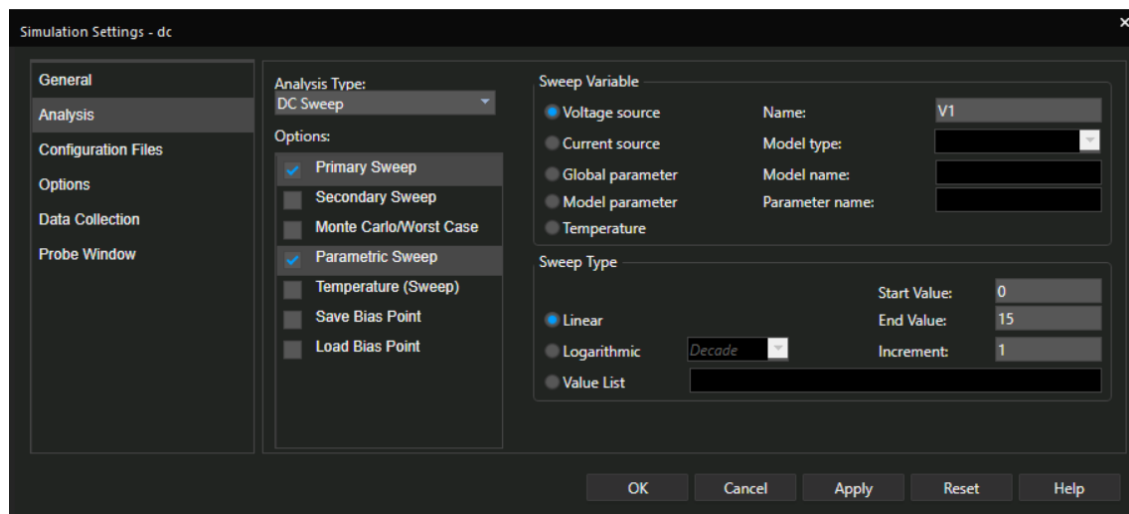 Simulation Settings - dc
×
General
Analysis
Configuration Files
Options
Data Collection
Probe Window
Analysis Type:
DC Sweep
Options:
Primary Sweep
Secondary Sweep
Monte Carlo/Worst Case
Parametric Sweep
Temperature (Sweep)
Save Bias Point
Load Bias Point
Sweep Variable
Voltage source
Name: V1
Current source
Model type:
Global parameter
Model name:
Model parameter
Parameter name:
Temperature
Sweep Type
Start Value: 0
Linear
End Value: 15
Logarithmic
Decade
Increment: 1
Value List
OK Cancel Apply Reset Help